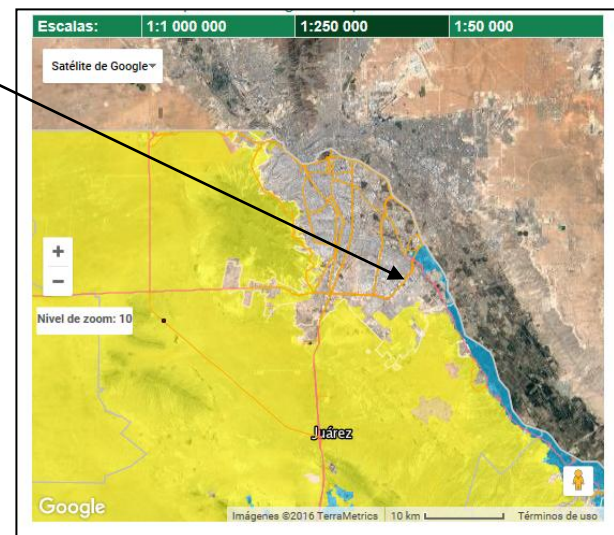 Escalas: 1:1 000 000 1:250 000 1:50 000
Satélite de Google
+
−
Nivel de zoom: 10
Juárez
Google
Imágenes ©2016 TerraMetrics 10 km Términos de uso